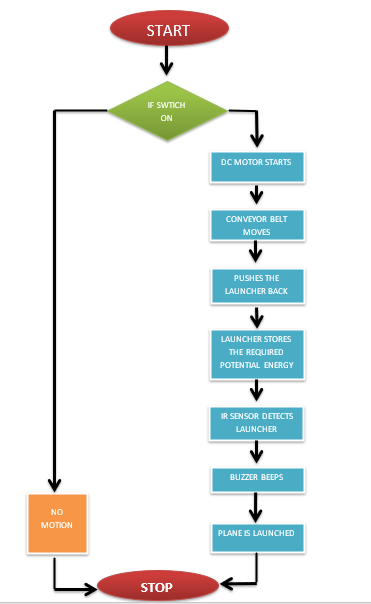 START
IF SWTICH
ON
DC MOTOR STARTS
CONVEYOR BELT
MOVES
PUSHES THE
LAUNCHER BACK
LAUNCHER STORES
THE REQUIRED
POTENTIAL ENERGY
IR SENSOR DETECTS
LAUNCHER
BUZZER BEEPS
NO
MOTION
PLANE IS LAUNCHED
STOP